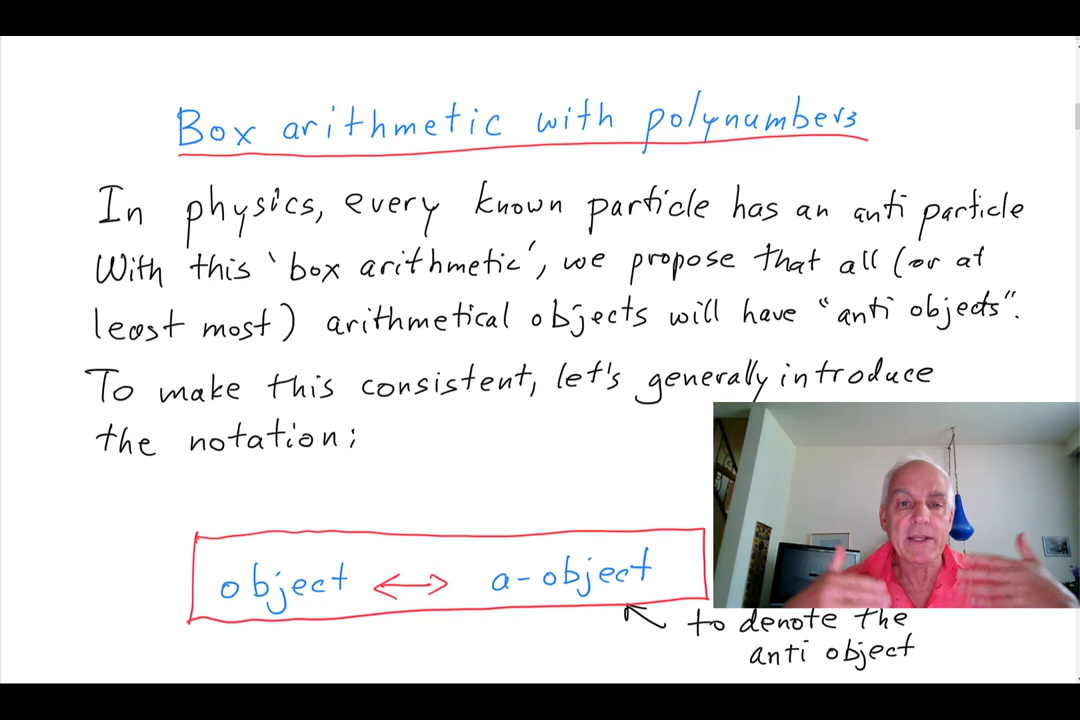 Box arithmetic with polynumbers
In physics, every known particle has an anti particle
With this 'box arithmetic', we propose that all (or at
least most) arithmetical objects will have "anti objects".
To make this consistent, let's generally introduce
the notation:
object ↔ a-object
to denote the
anti object